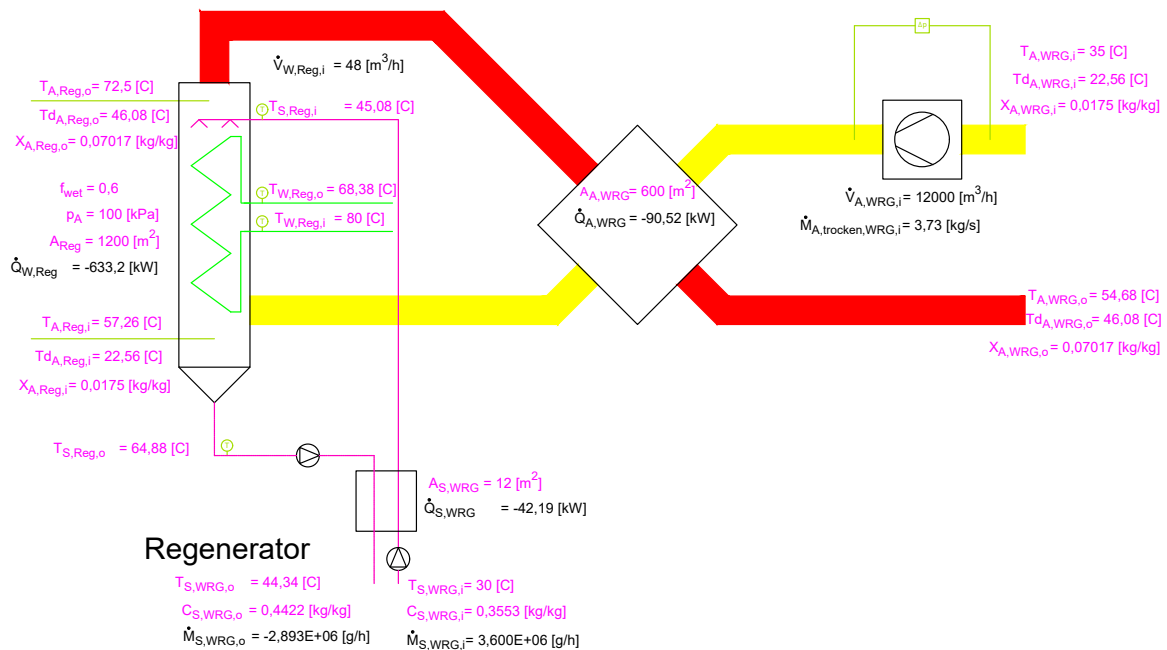 Δp
V̇W,Reg,i = 48 [m³/h]
TA,WRG,i = 35 [C]
TdA,WRG,i = 22,56 [C]
XA,WRG,i = 0,0175 [kg/kg]
TA,Reg,o = 72,5 [C]
TdA,Reg,o = 46,08 [C]
XA,Reg,o = 0,07017 [kg/kg]
T
TS,Reg,i = 45,08 [C]
fwet = 0,6
pA = 100 [kPa]
AReg = 1200 [m²]
Q̇W,Reg = -633,2 [kW]
T
TW,Reg,o = 68,38 [C]
T
TW,Reg,i = 80 [C]
AA,WRG = 600 [m²]
Q̇A,WRG = -90,52 [kW]
V̇A,WRG,i = 12000 [m³/h]
ṀA,trocken,WRG,i = 3,73 [kg/s]
TA,Reg,i = 57,26 [C]
TdA,Reg,i = 22,56 [C]
XA,Reg,i = 0,0175 [kg/kg]
TA,WRG,o = 54,68 [C]
TdA,WRG,o = 46,08 [C]
XA,WRG,o = 0,07017 [kg/kg]
TS,Reg,o = 64,88 [C]
T
AS,WRG = 12 [m²]
Q̇S,WRG = -42,19 [kW]
Regenerator
TS,WRG,o = 44,34 [C]
CS,WRG,o = 0,4422 [kg/kg]
ṀS,WRG,o = -2,893E+06 [g/h]
TS,WRG,i = 30 [C]
CS,WRG,i = 0,3553 [kg/kg]
ṀS,WRG,i = 3,600E+06 [g/h]